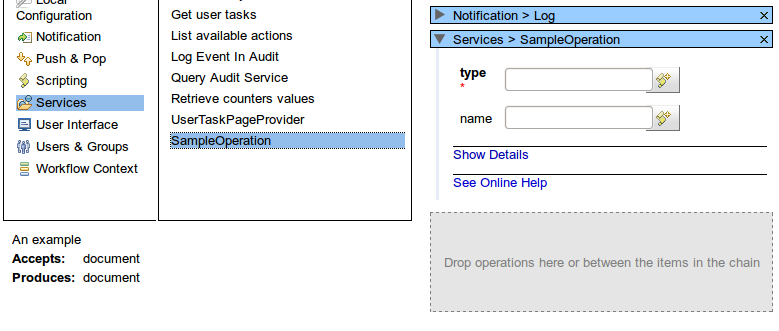 Local
Configuration
Notification
Push & Pop
Scripting
Services
User Interface
Users & Groups
Workflow Context
Get user tasks
List available actions
Log Event In Audit
Query Audit Service
Retrieve counters values
UserTaskPageProvider
SampleOperation
An example
Accepts: document
Produces: document
Notification > Log
Services > SampleOperation
type
*
name
Show Details
See Online Help
Drop operations here or between the items in the chain